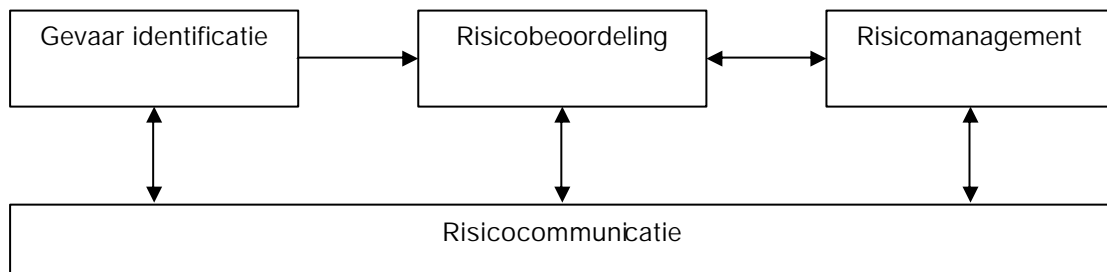 Gevaar identificatie
Risicobeoordeling
Risicomanagement
Risicocommunicatie